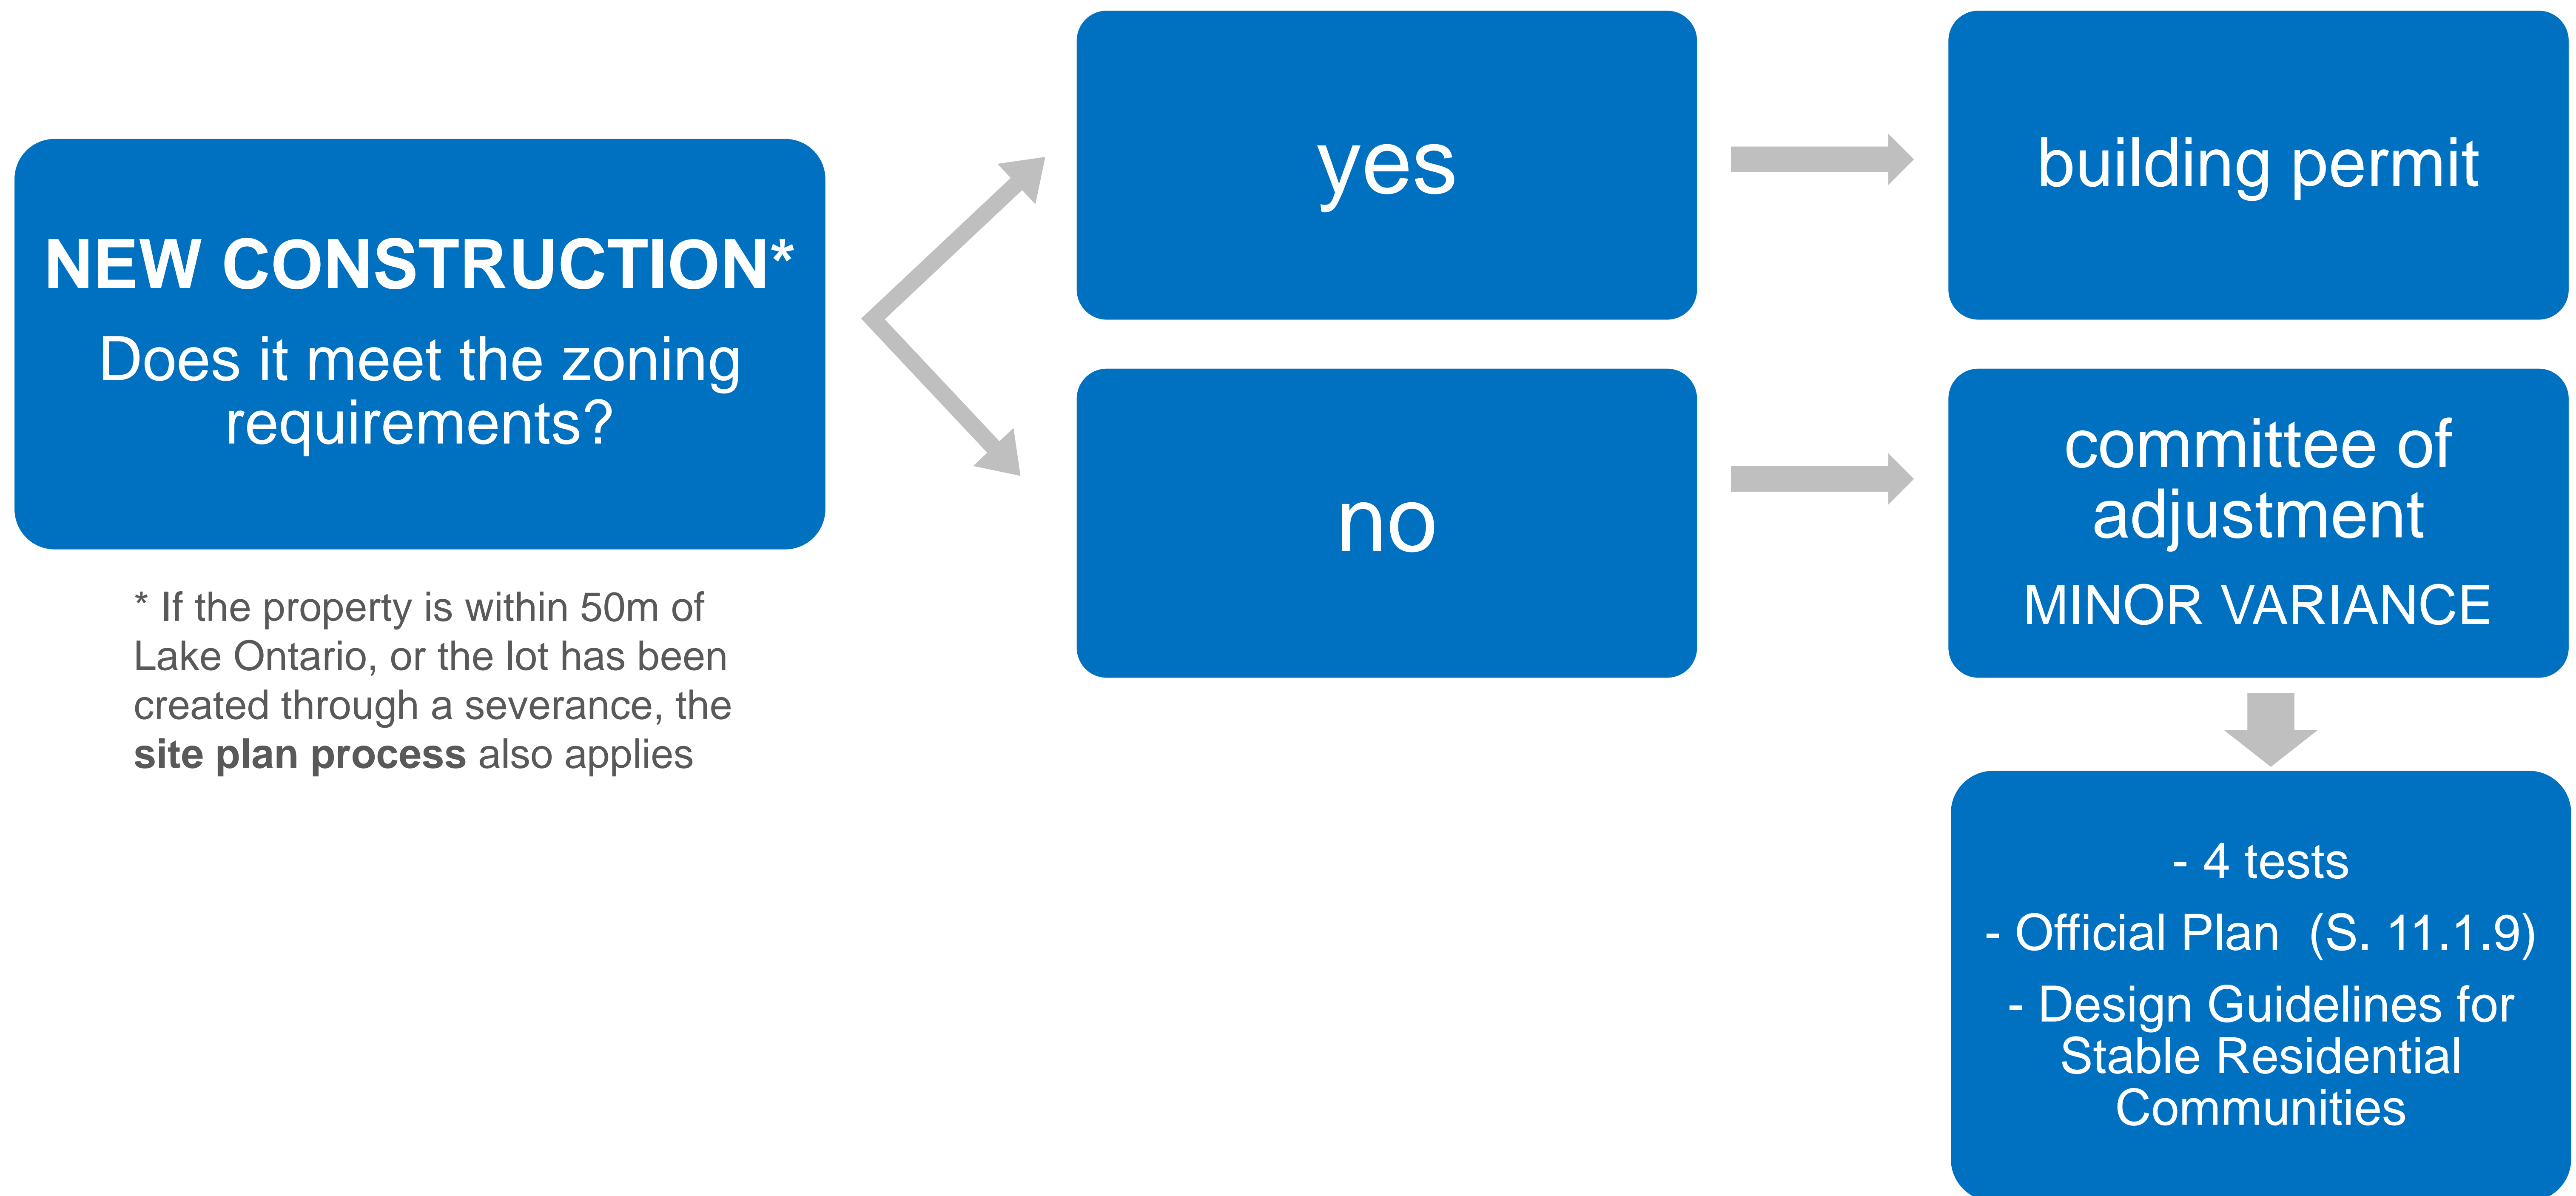 NEW CONSTRUCTION*
Does it meet the zoning
requirements?
* If the property is within 50m of
Lake Ontario, or the lot has been
created through a severance, the
site plan process also applies
yes
building permit
no
committee of
adjustment
MINOR VARIANCE
- 4 tests
- Official Plan  (S. 11.1.9)
- Design Guidelines for
Stable Residential
Communities